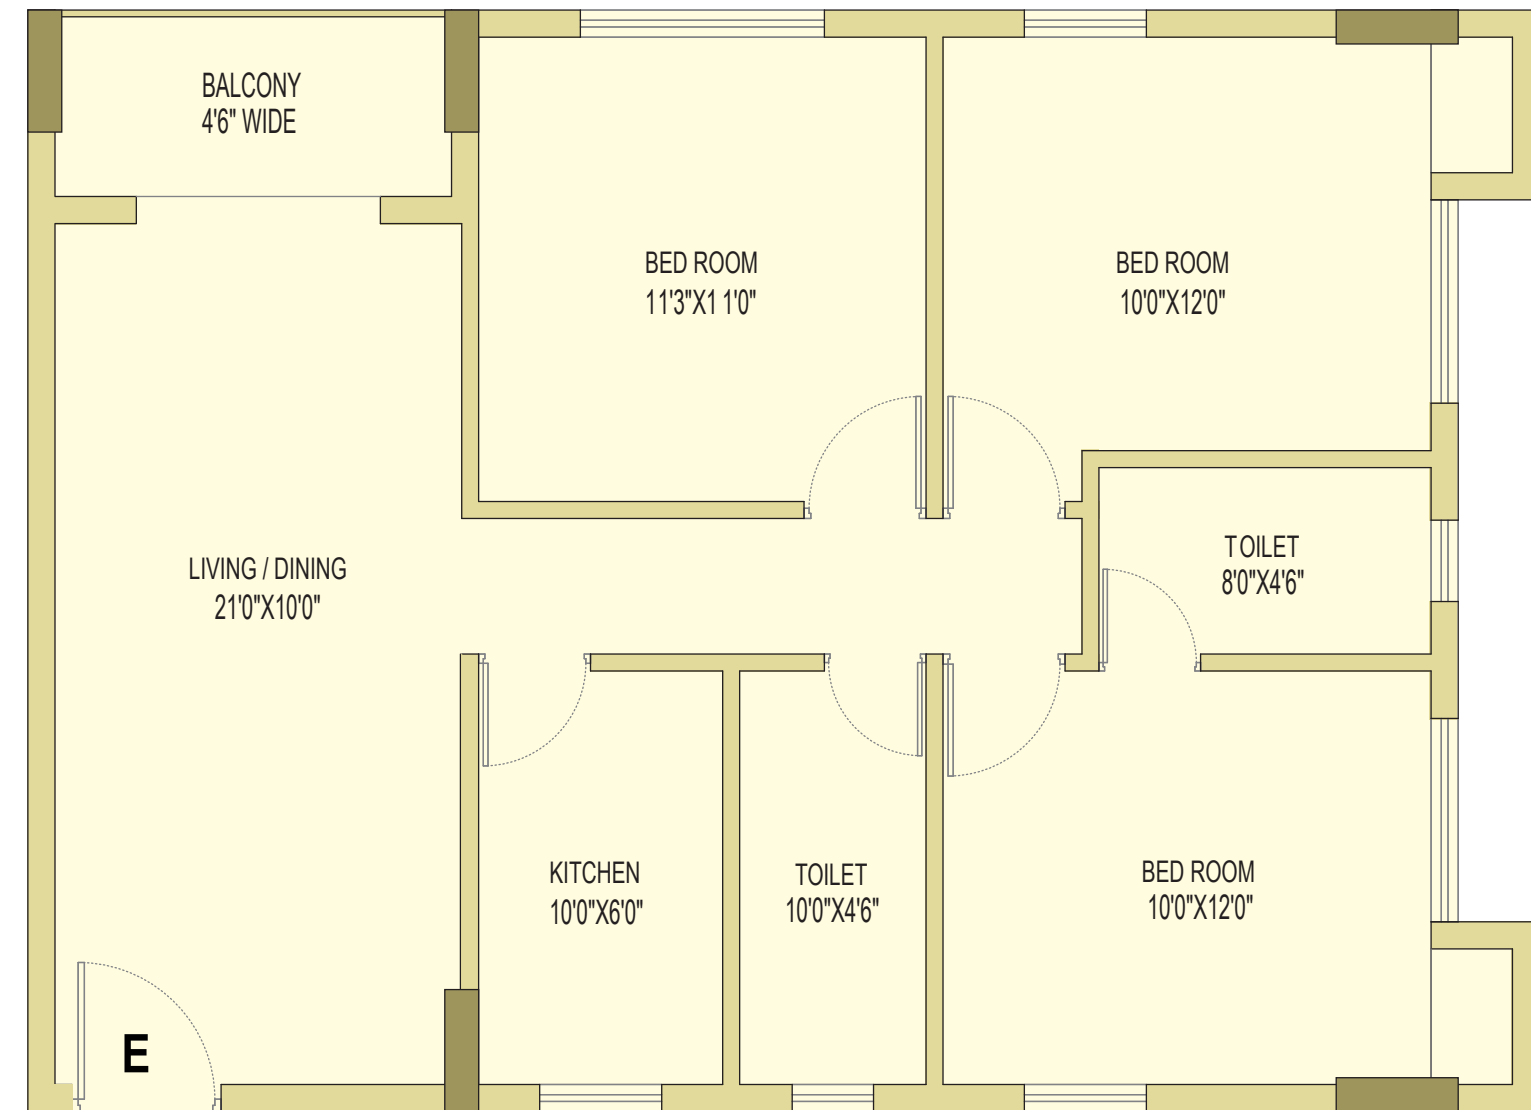 BALCONY
4'6" WIDE
BED ROOM
11'3"X1 1'0"
BED ROOM
10'0"X12'0"
LIVING / DINING
21'0"X10'0"
TOILET
8'0"X4'6"
KITCHEN
10'0"X6'0"
TOILET
10'0"X4'6"
BED ROOM
10'0"X12'0"
E